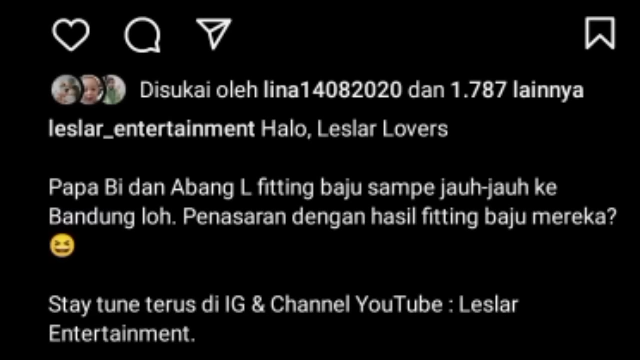 Disukai oleh lina14082020 dan 1.787 lainnya
leslar_entertainment Halo, Leslar Lovers
Papa Bi dan Abang L fitting baju sampe jauh-jauh ke
Bandung loh. Penasaran dengan hasil fitting baju mereka?
😆
Stay tune terus di IG & Channel YouTube : Leslar
Entertainment.